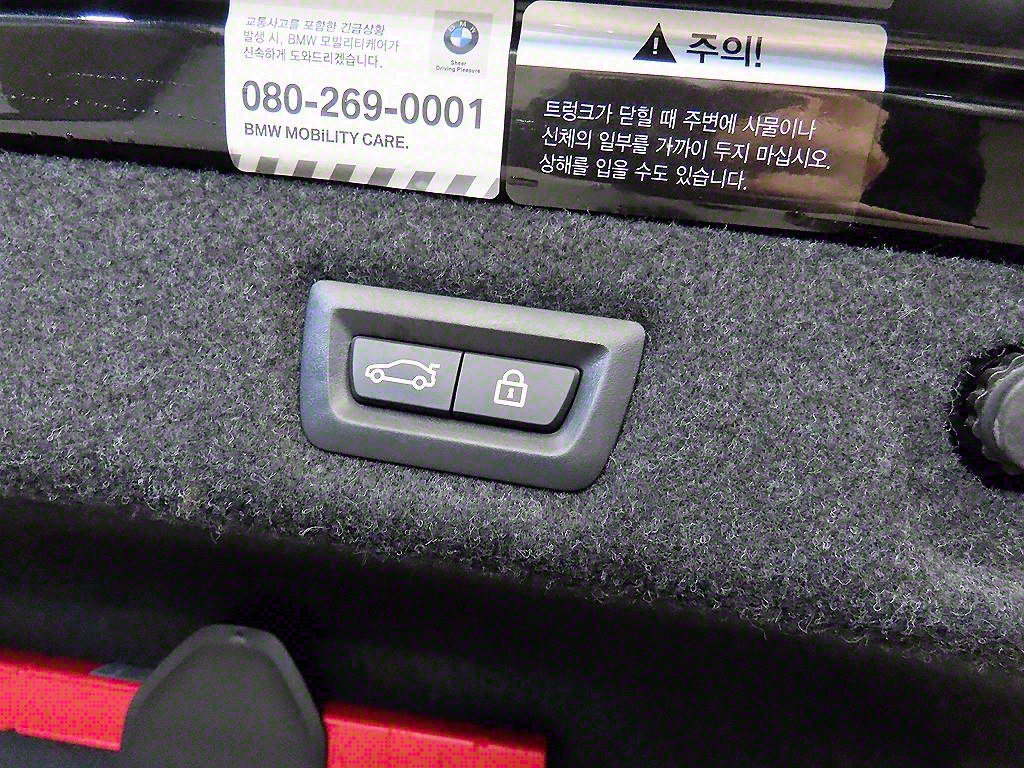 교통사고를 포함한 긴급상황
발생 시, BMW 모빌리티케어가
신속하게 도와드리겠습니다.
BMW
Sheer
Driving Pleasure
080-269-0001
BMW MOBILITY CARE.
주의!
트렁크가 닫힐 때 주변에 사물이나
신체의 일부를 가까이 두지 마십시오.
상해를 입을 수도 있습니다.